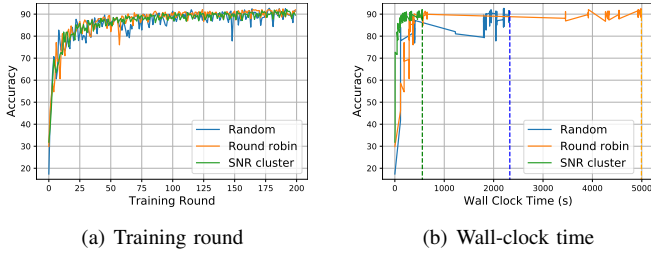 90
80
70
60
50
40
30
20
Accuracy
Random
Round robin
SNR cluster
0 25 50 75 100 125 150 175 200
Training Round
(a) Training round
90
80
70
60
50
40
30
20
Accuracy
Random
Round robin
SNR cluster
0 1000 2000 3000 4000 5000
Wall Clock Time (s)
(b) Wall-clock time